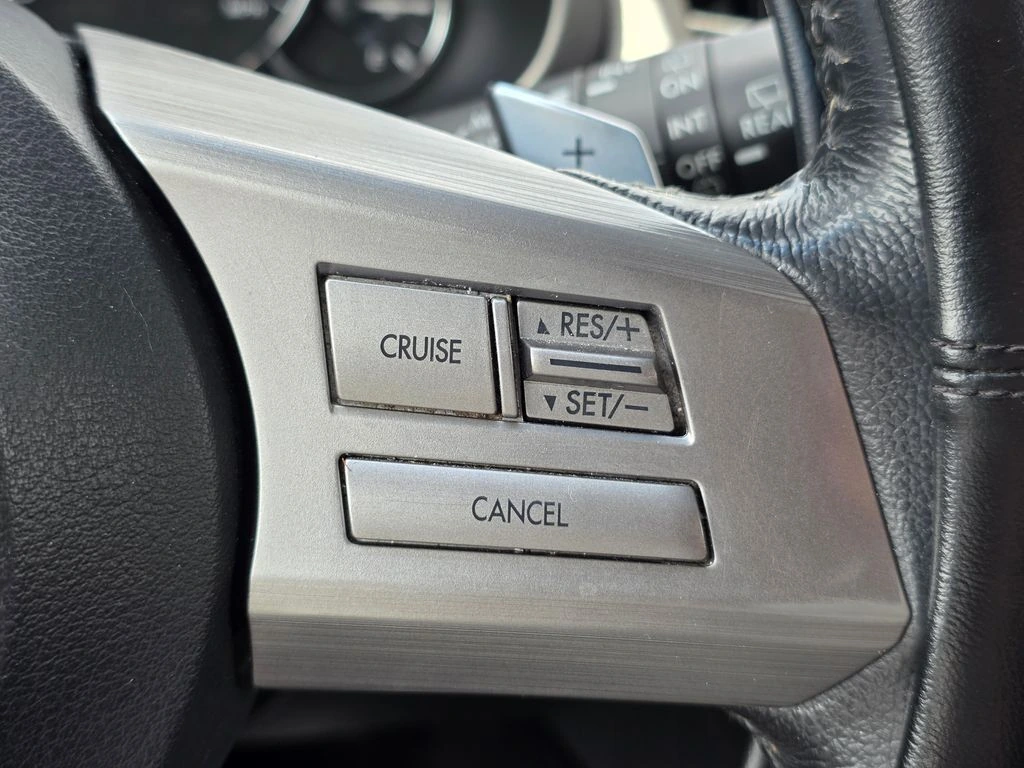 ON
INT
OFF
REAR
+
CRUISE
▲ RES/+
▼ SET/−
CANCEL